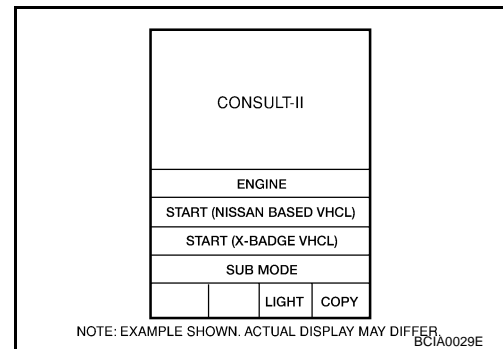 CONSULT-II
ENGINE
START (NISSAN BASED VHCL)
START (X-BADGE VHCL)
SUB MODE
LIGHT COPY
NOTE: EXAMPLE SHOWN. ACTUAL DISPLAY MAY DIFFER.
BCIA0029E